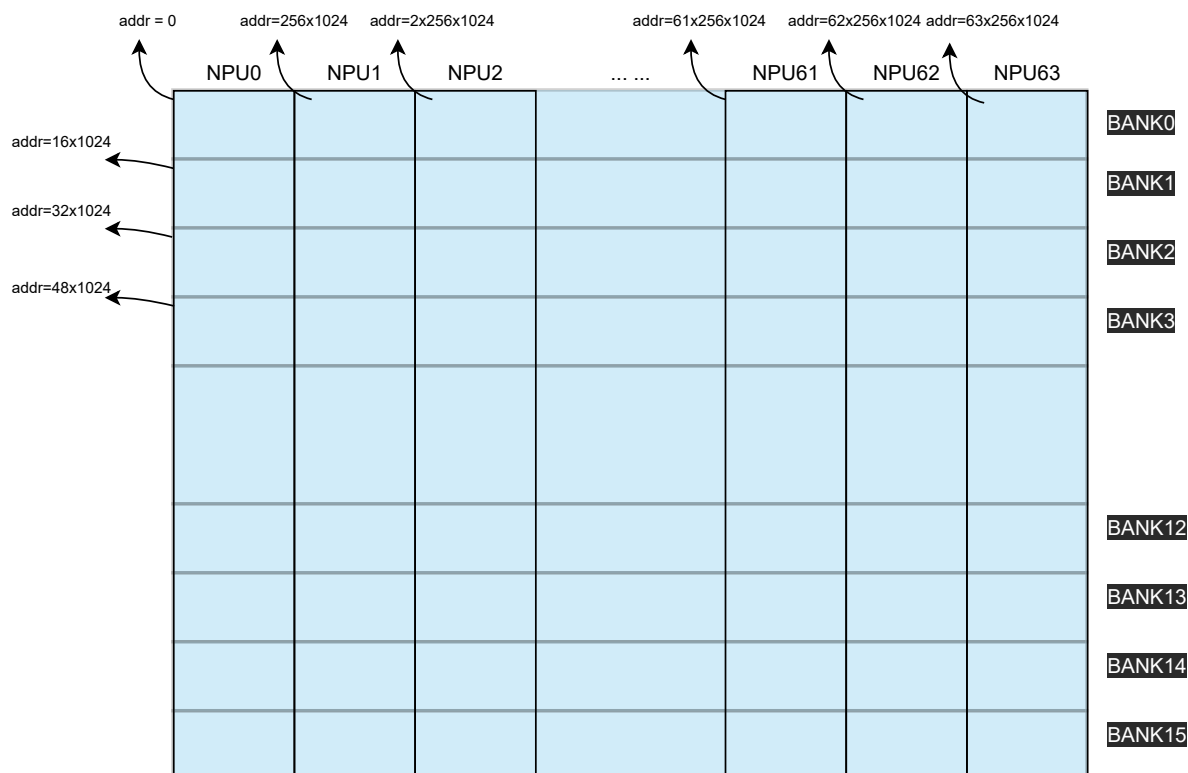 addr = 0 addr=256x1024 addr=2x256x1024 addr=61x256x1024 addr=62x256x1024 addr=63x256x1024
NPU0 NPU1 NPU2 ... ... NPU61 NPU62 NPU63
BANK0
addr=16x1024
BANK1
addr=32x1024
BANK2
addr=48x1024
BANK3
BANK12
BANK13
BANK14
BANK15